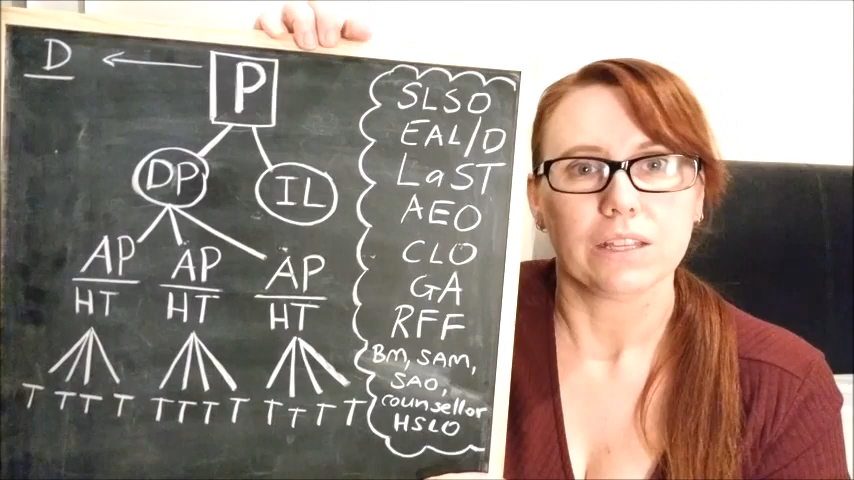 D
P
DP IL
AP AP AP
HT HT HT
T T T T T T T T T T T T
SLSO
EAL/D
LaST
AEO
CLO
GA
RFF
BM, SAM,
SAO,
counsellor
HSLO